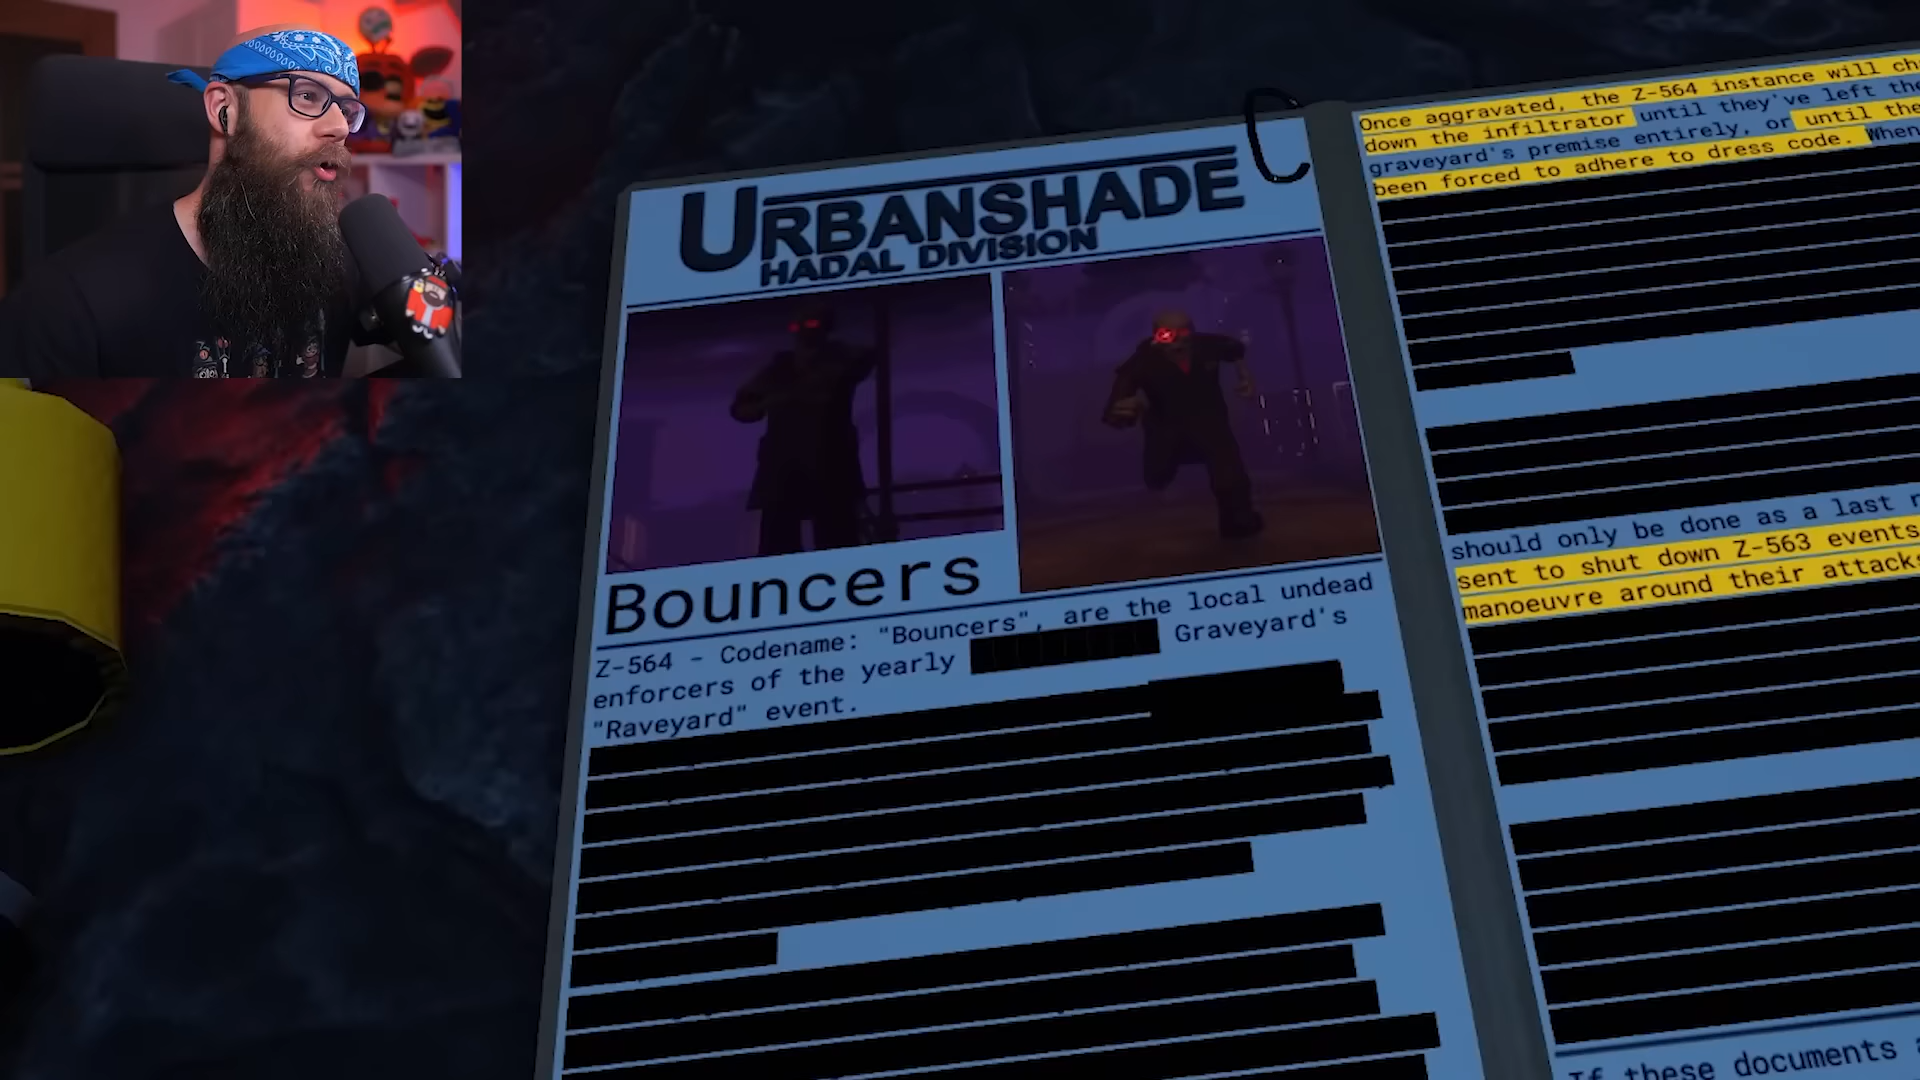 URBANSHADE
HADAL DIVISION
Bouncers
Z-564 - Codename: "Bouncers", are the local undead
enforcers of the yearly Graveyard's
"Raveyard" event.
Once aggravated, the Z-564 instance will
down the infiltrator until they've left the
graveyard's premise entirely, or until
been forced to adhere to dress code. When
should only be done as a last
sent to shut down Z-563 events
manoeuvre around their
If these documents